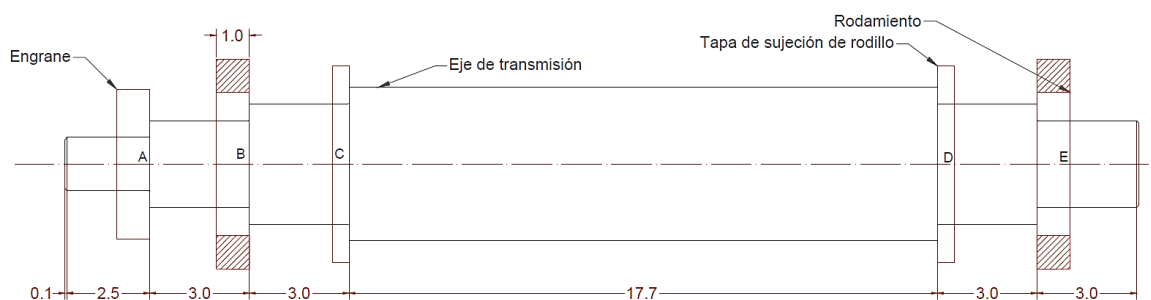 Rodamiento
1.0
Tapa de sujeción de rodillo
Engrane
Eje de transmisión
A
B
C
D
E
0.1
2.5
3.0
3.0
17.7
3.0
3.0